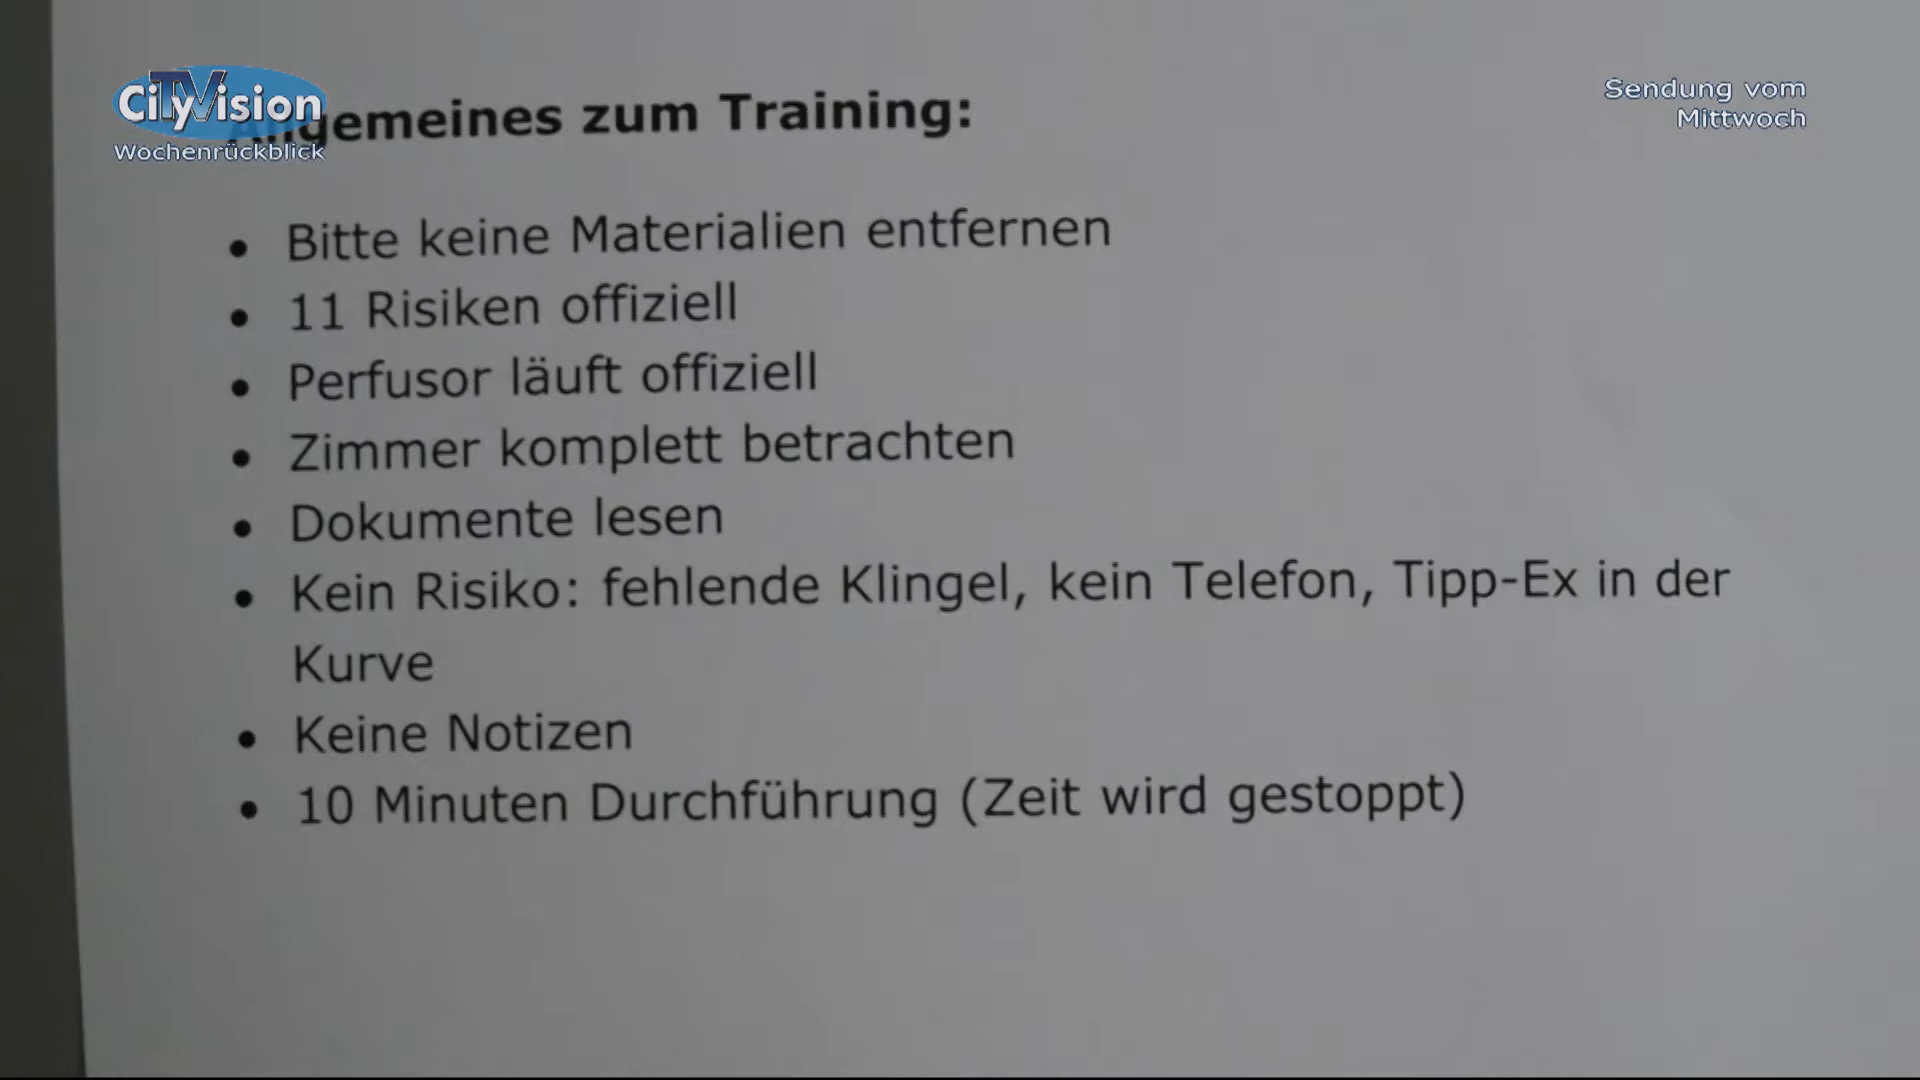 CityVision
TV
Wochenrückblick
Sendung vom
Mittwoch
Allgemeines zum Training:
• Bitte keine Materialien entfernen
• 11 Risiken offiziell
• Perfusor läuft offiziell
• Zimmer komplett betrachten
• Dokumente lesen
• Kein Risiko: fehlende Klingel, kein Telefon, Tipp-Ex in der
Kurve
• Keine Notizen
• 10 Minuten Durchführung (Zeit wird gestoppt)